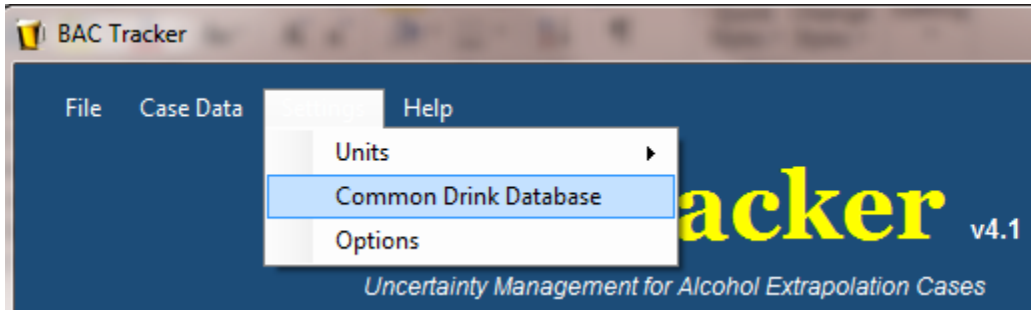 BAC Tracker
File Case Data Settings Help
Units
Common Drink Database
Options
acker v4.1
Uncertainty Management for Alcohol Extrapolation Cases